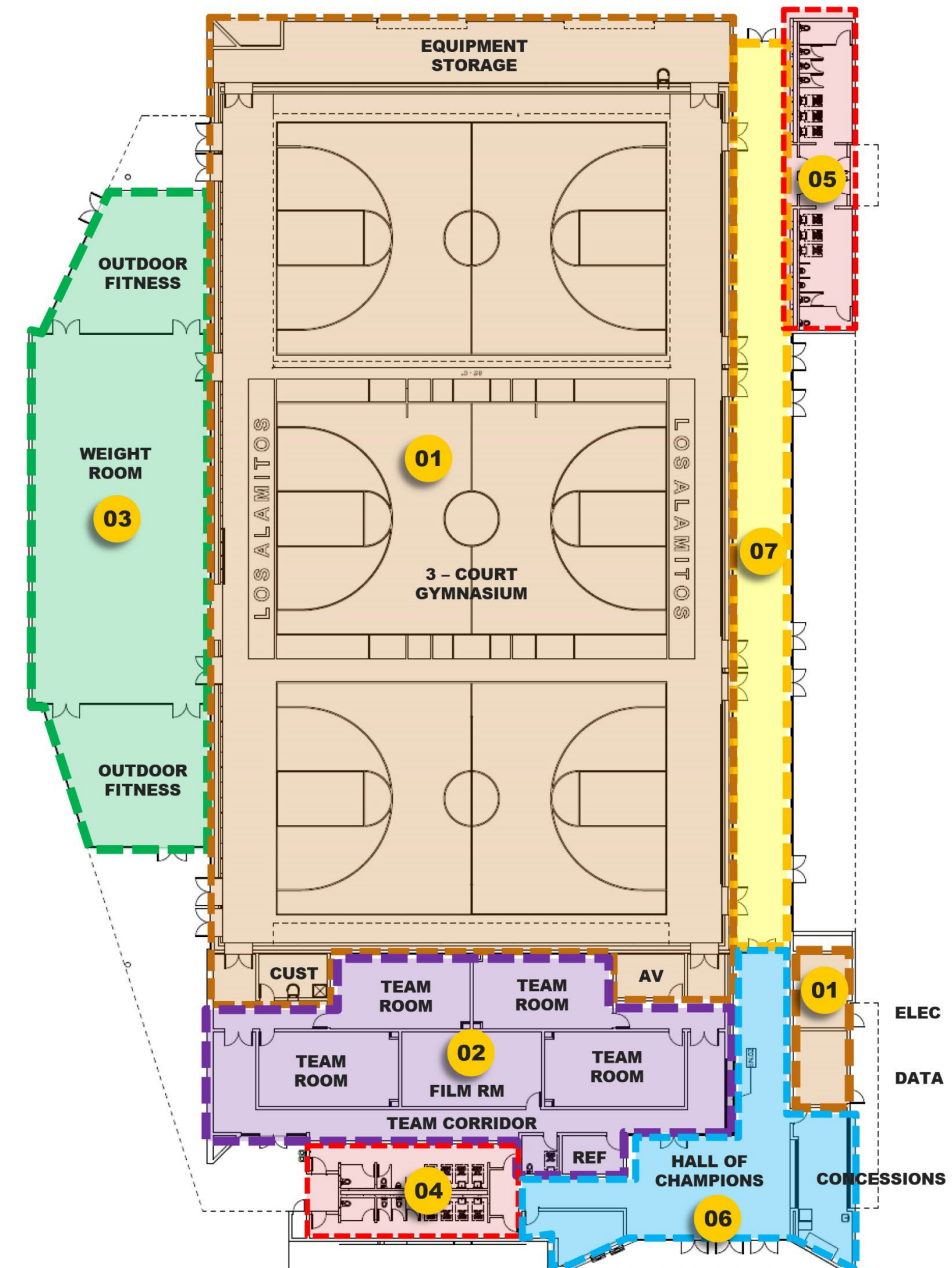 EQUIPMENT
STORAGE
05
OUTDOOR
FITNESS
LOS ALAMITOS
01
LOS ALAMITOS
WEIGHT
ROOM
03
07
3 – COURT
GYMNASIUM
OUTDOOR
FITNESS
CUST
TEAM
ROOM
TEAM
ROOM
AV
01
ELEC
TEAM
ROOM
02
FILM RM
TEAM
ROOM
DATA
TEAM CORRIDOR
REF
HALL OF
CHAMPIONS
CONCESSIONS
04
06